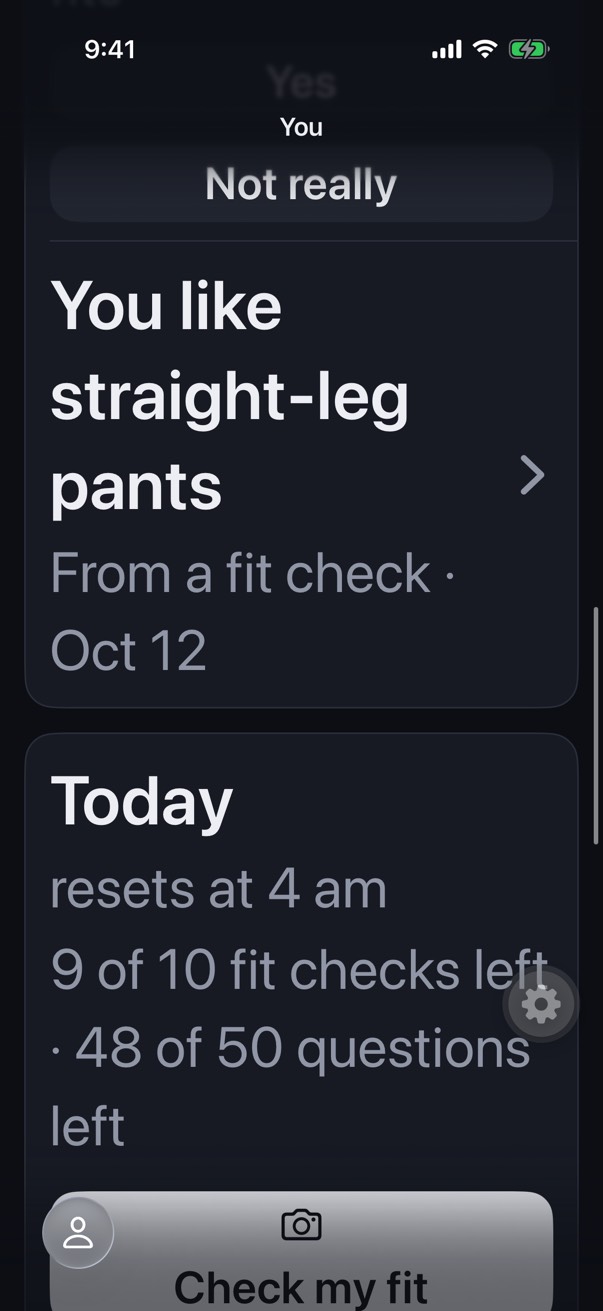 9:41
Yes
You
Not really
You like
straight-leg
pants
From a fit check ·
Oct 12
Today
resets at 4 am
9 of 10 fit checks left
· 48 of 50 questions
left
Check my fit